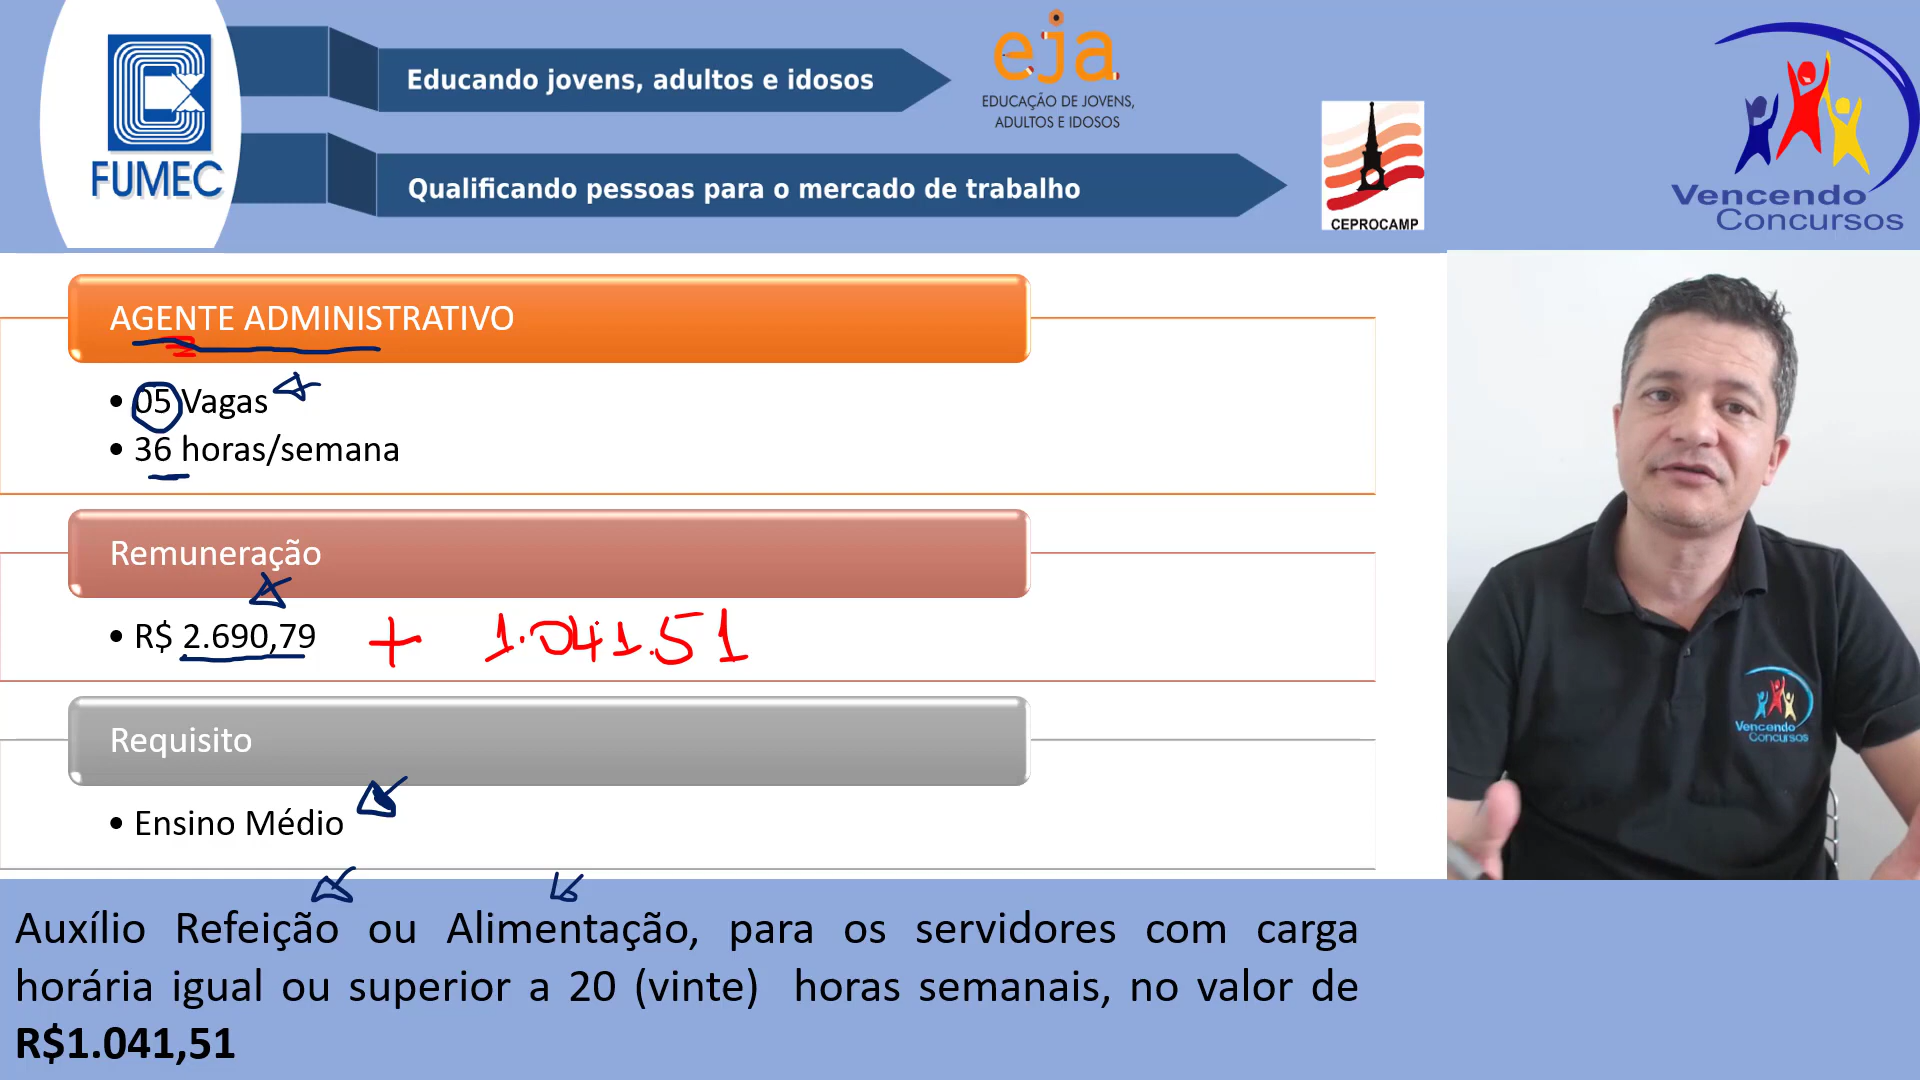 FUMEC
Educando jovens, adultos e idosos
eja
EDUCAÇÃO DE JOVENS,
ADULTOS E IDOSOS
Qualificando pessoas para o mercado de trabalho
CEPROCAMP
Vencendo
Concursos
AGENTE ADMINISTRATIVO
• 05 Vagas
• 36 horas/semana
Remuneração
• R$ 2.690,79 + 1.041.51
Requisito
• Ensino Médio
Vencendo
Concursos
Auxílio Refeição ou Alimentação, para os servidores com carga
horária igual ou superior a 20 (vinte) horas semanais, no valor de
R$1.041,51